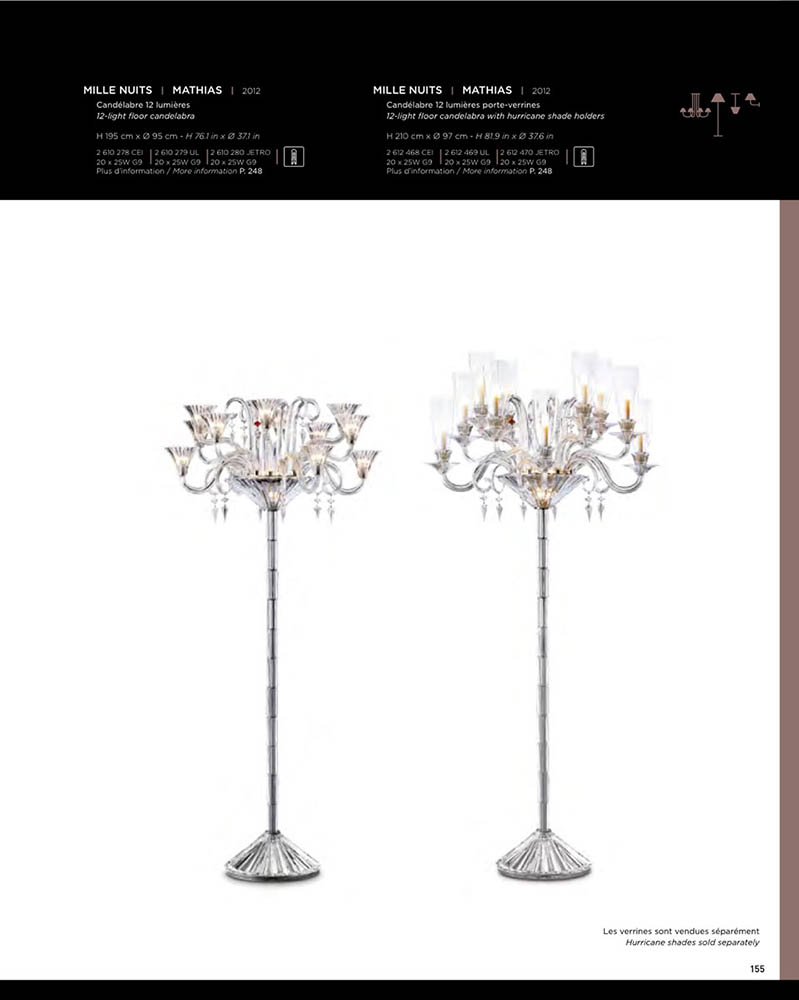 MILLE NUITS | MATHIAS | 2012
Candélabre 12 lumières
12-light floor candelabra
H 195 cm x Ø 95 cm - H 76.1 in x Ø 37.1 in
2 610 278 CEI | 2 610 279 UL | 2 610 280 JETRO
20 x 25W G9 | 20 x 25W G9 | 20 x 25W G9
Plus d'information / More information P. 248
MILLE NUITS | MATHIAS | 2012
Candélabre 12 lumières porte-verrines
12-light floor candelabra with hurricane shade holders
H 210 cm x Ø 97 cm - H 81.9 in x Ø 37.6 in
2 612 468 CEI | 2 612 469 UL | 2 612 470 JETRO
20 x 25W G9 | 20 x 25W G9 | 20 x 25W G9
Plus d'information / More information P. 248
Les verrines sont vendues séparément
Hurricane shades sold separately
155